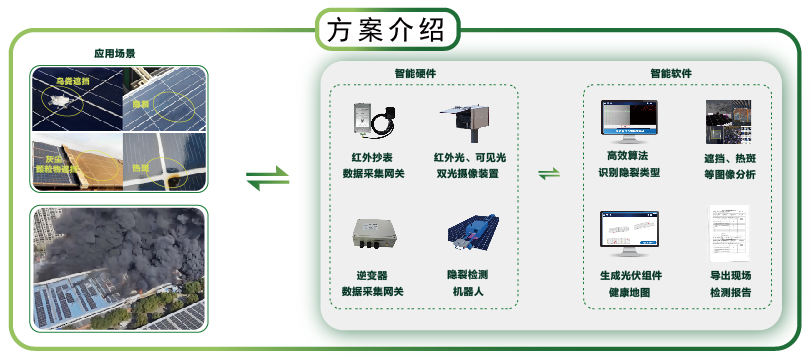 方案介绍
应用场景
鸟粪遮挡
隐裂
灰尘
颗粒物遮挡
热斑
智能硬件
红外抄表
数据采集网关
红外光、可见光
双光摄像装置
逆变器
数据采集网关
隐裂检测
机器人
智能软件
高效算法
识别隐裂类型
遮挡、热斑
等图像分析
生成光伏组件
健康地图
导出现场
检测报告